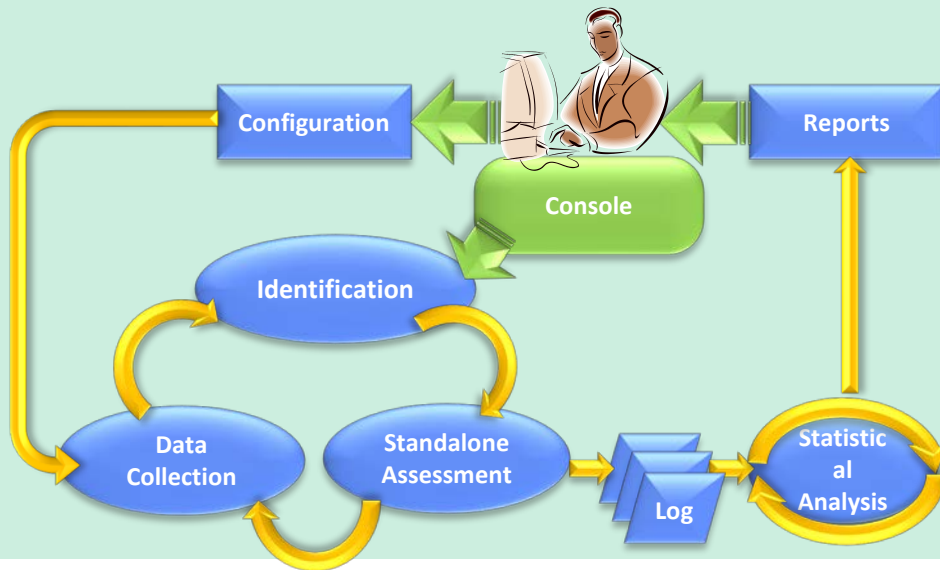 Configuration
Reports
Console
Identification
Data
Collection
Standalone
Assessment
Log
Statistic
al
Analysis